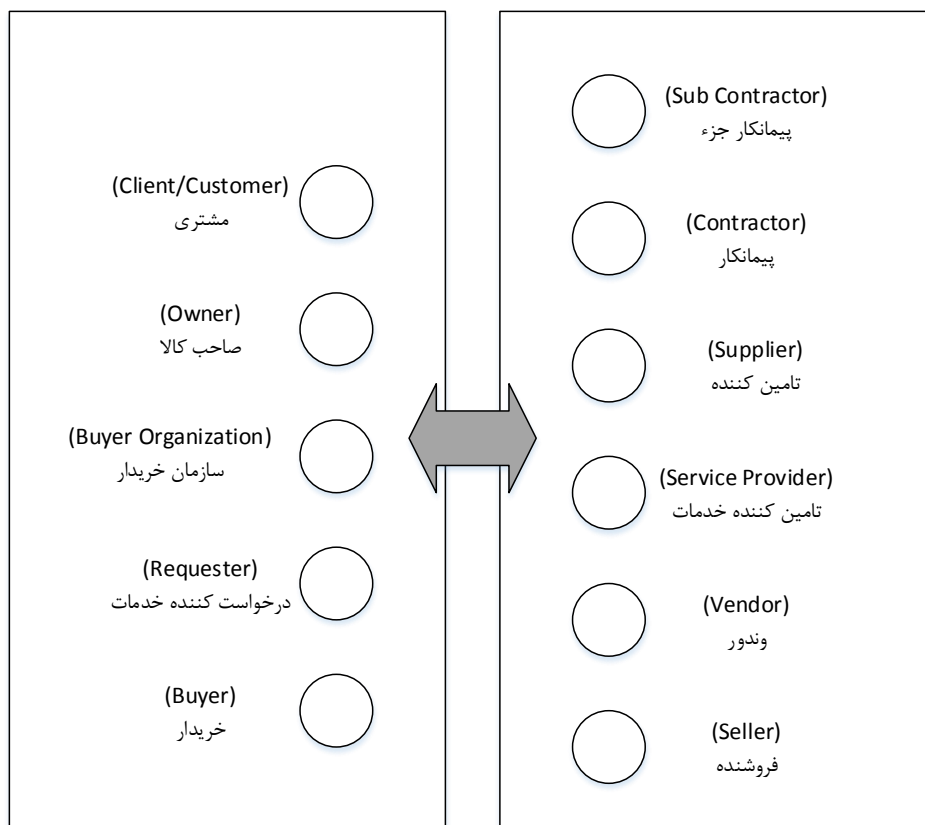 (Client/Customer)
مشتری
(Owner)
صاحب کالا
(Buyer Organization)
سازمان خریدار
(Requester)
درخواست کننده خدمات
(Buyer)
خریدار
(Sub Contractor)
پیمانکار جزء
(Contractor)
پیمانکار
(Supplier)
تامین کننده
(Service Provider)
تامین کننده خدمات
(Vendor)
وندور
(Seller)
فروشنده